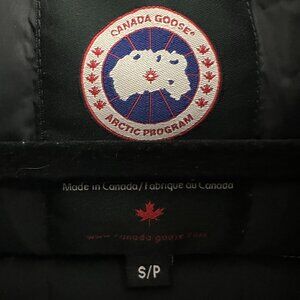 CANADA GOOSE®
ARCTIC PROGRAM
Made in Canada/Fabriqué au Canada
www.canada-goose.com
S/P